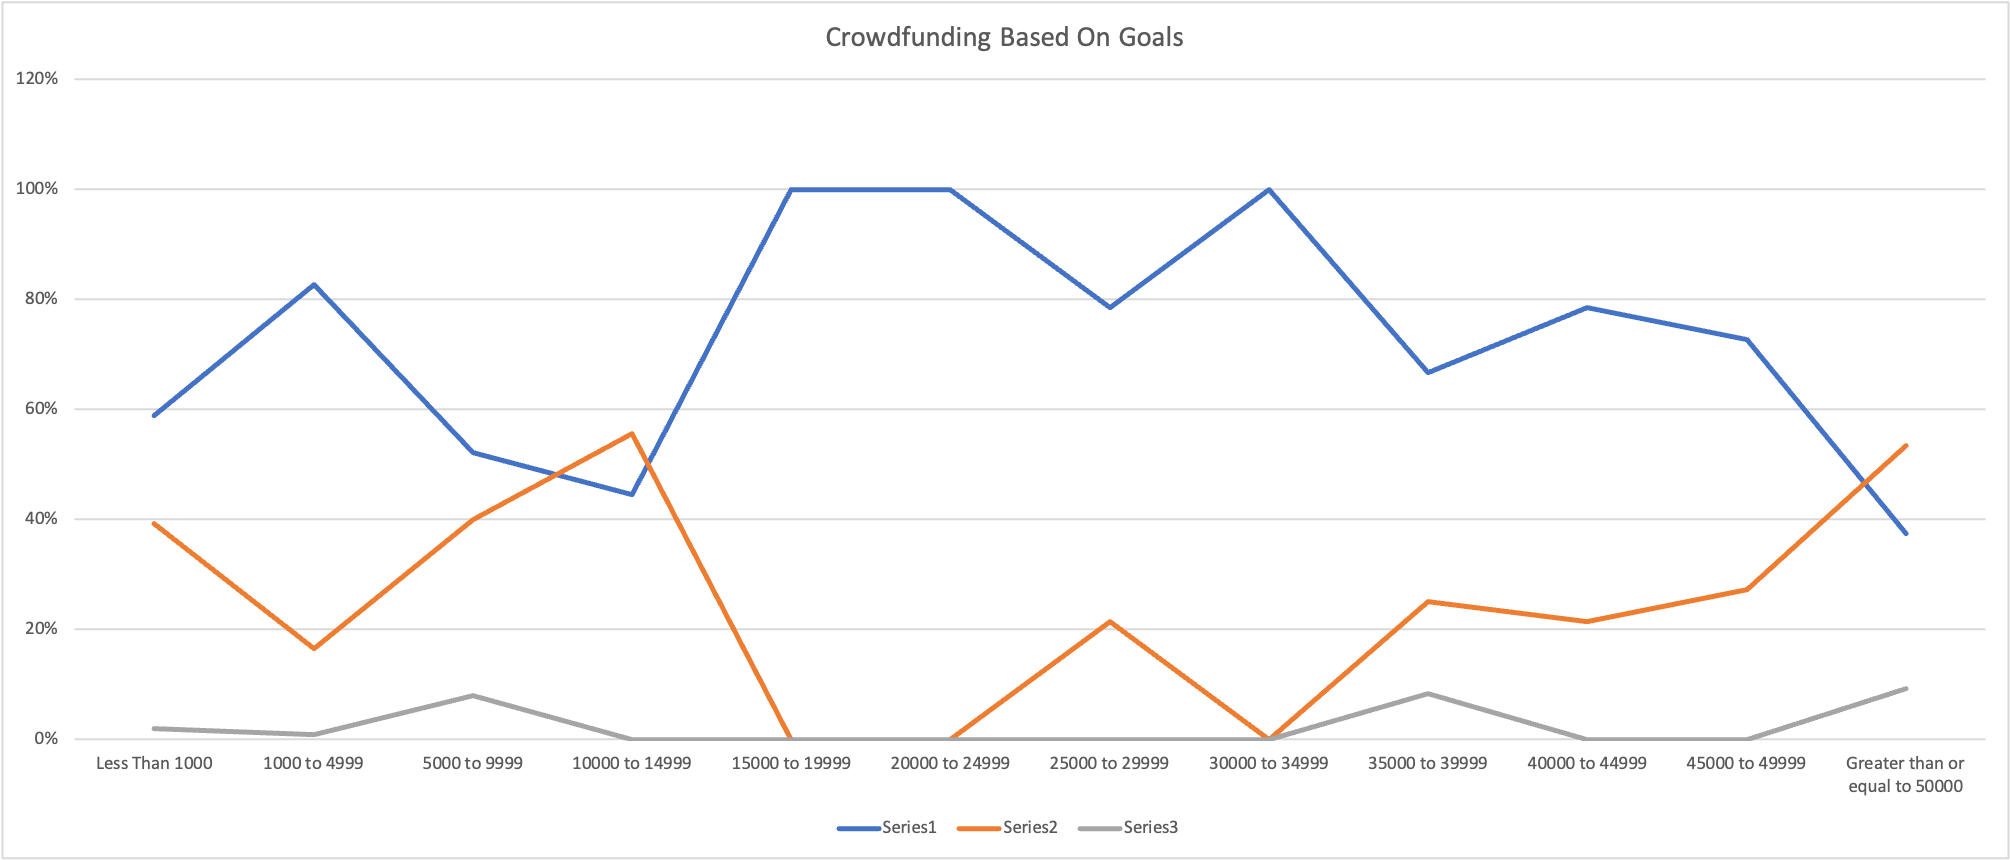 Crowdfunding Based On Goals
120%
100%
80%
60%
40%
20%
0%
Less Than 1000
1000 to 4999
5000 to 9999
10000 to 14999
15000 to 19999
20000 to 24999
25000 to 29999
30000 to 34999
35000 to 39999
40000 to 44999
45000 to 49999
Greater than or
equal to 50000
Series1
Series2
Series3